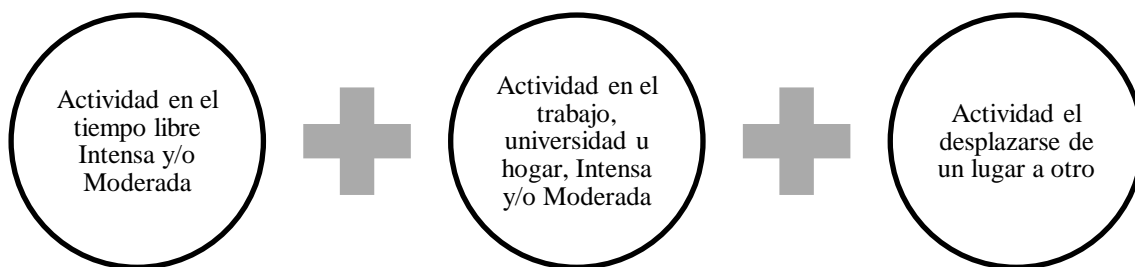 Actividad en el
tiempo libre
Intensa y/o
Moderada
Actividad en el
trabajo,
universidad u
hogar, Intensa
y/o Moderada
Actividad el
desplazarse de
un lugar a otro